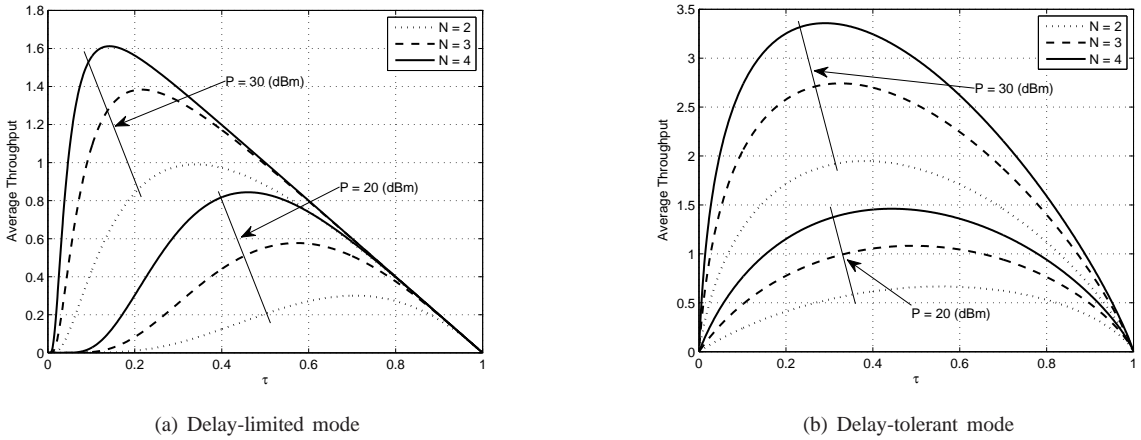 1.8
1.6
1.4
1.2
1
0.8
0.6
0.4
0.2
0
0
0.2
0.4
0.6
0.8
1
τ
Average Throughput
N = 2
N = 3
N = 4
P = 30 (dBm)
P = 20 (dBm)
(a) Delay-limited mode
3.5
3
2.5
2
1.5
1
0.5
0
0
0.2
0.4
0.6
0.8
1
τ
Average Throughput
N = 2
N = 3
N = 4
P = 30 (dBm)
P = 20 (dBm)
(b) Delay-tolerant mode